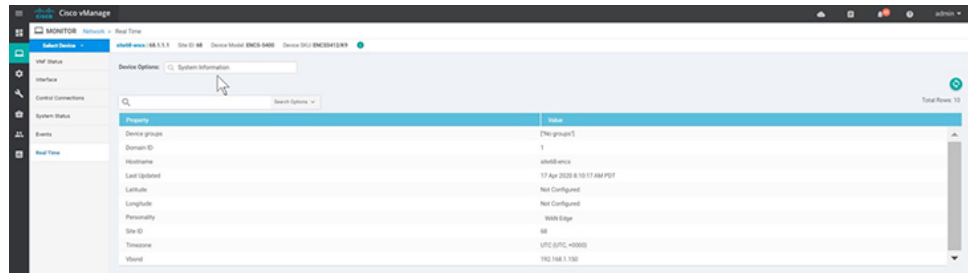 CISCO Cisco vManage admin
MONITOR Network > Real Time
Select Device site68-encs | 68.1.1.1 Site ID: 68 Device Model: ENCS-5400 Device SKU: ENCS5412/K9
VNF Status
Device Options: System Information
Interface
Control Connections
Search Options Total Rows: 10
System Status
Property Value
Events
Device groups ['No groups']
Real Time
Domain ID 1
Hostname site68-encs
Last Updated 17 Apr 2020 8:10:17 AM PDT
Latitude Not Configured
Longitude Not Configured
Personality WAN Edge
Site ID 68
Timezone UTC (UTC, +0000)
Vbond 192.168.1.150